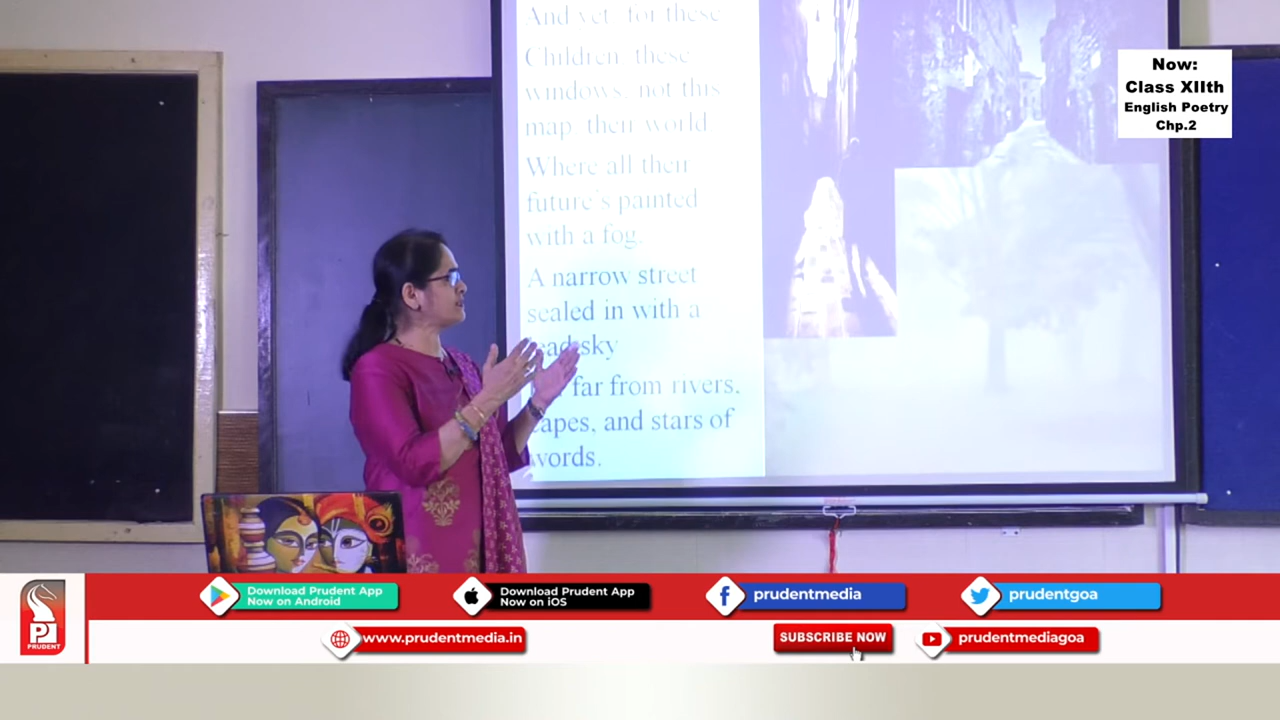 And yet, for these
Children, these
windows, not this
map, their world
Where all their
future's painted
with a fog,
A narrow street
sealed in with a
sky
far from rivers,
capes, and stars of
words.
Now:
Class XIIth
English Poetry
Chp.2
Download Prudent App
Now on Android
Download Prudent App
Now on iOS
prudentmedia
prudentgoa
PRUDENT
www.prudentmedia.in
SUBSCRIBE NOW
prudentmediagoa